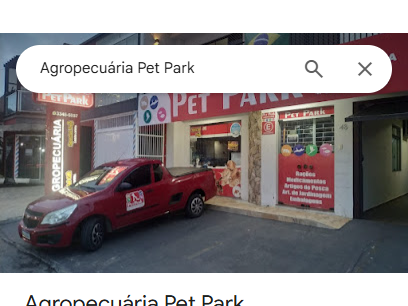 Agropecuária Pet Park
PET PARK
PET PARK
PET PARK
AGROPECUÁRIA
Rações
Medicamentos
Artigos de Pesca
Art. de Jardinagem
Embalagens
Agropecuária Pet Park